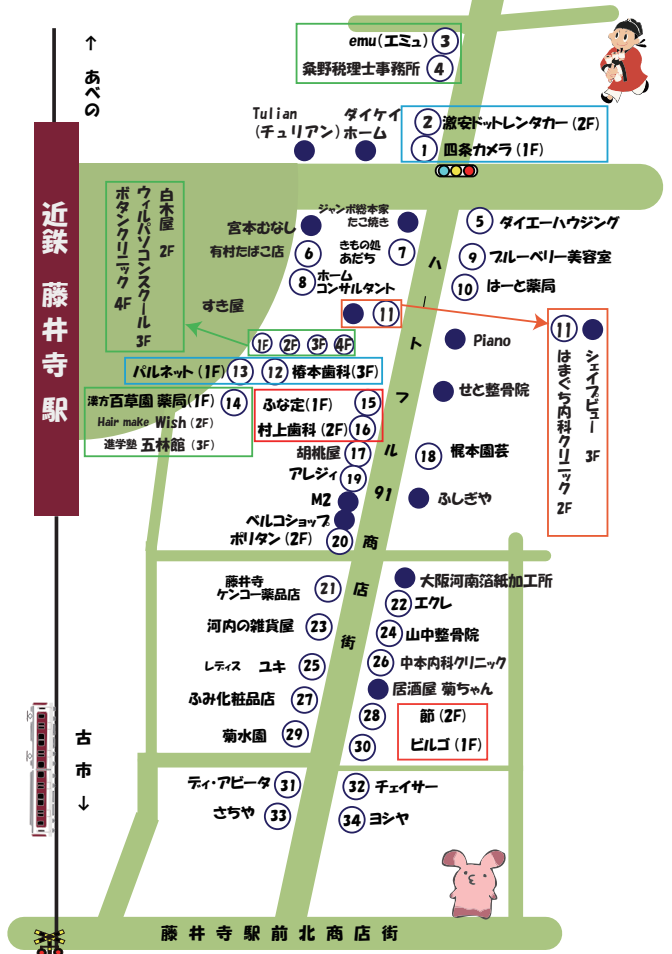 ↑ あべの
近鉄 藤井寺駅
古市↓
emu(エミュ) 3
粂野税理士事務所 4
Tulian
(チュリアン)
ダイケイ
ホーム
2 激安ドットレンタカー(2F)
1 四条カメラ(1F)
白木屋 2F
ウィルパソコンスクール 3F
ボタンクリニック 4F
宮本むなし
ジャンボ総本家
たこ焼き
有村たばこ店 6
きもの処
あだち 7
8 ホーム
コンサルタント
すき屋
11
1F 2F 3F 4F
パルネット(1F) 13
12 椿本歯科(3F)
漢方百草園 薬局(1F) 14
Hair make Wish (2F)
進学塾 五林館 (3F)
ふな定(1F) 15
村上歯科(2F) 16
胡桃屋 17
アレジィ 19
M2
ベルコショップ
ポリタン(2F) 20
5 ダイエーハウジング
9 ブルーベリー美容室
10 はーと薬局
11
シェイプビュー 3F
はまぐち内科クリニック 2F
Piano
せと整骨院
18 梶本園芸
ふしぎや
ハートフル91商店街
藤井寺
ケンコー薬品店 21
河内の雑貨屋 23
レディス ユキ 25
ふみ化粧品店 27
菊水園 29
ディ・アビータ 31
さちや 33
大阪河南箔紙加工所
22 エクレ
24 山中整骨院
26 中本内科クリニック
居酒屋 菊ちゃん
28 節(2F)
30 ビルゴ(1F)
32 チェイサー
34 ヨシヤ
藤井寺駅前北商店街